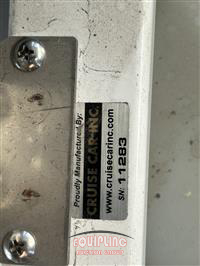 Proudly Manufactured By:
CRUISE CAR INC.
www.cruisecarinc.com
SN: 11283
EQUIPLINC